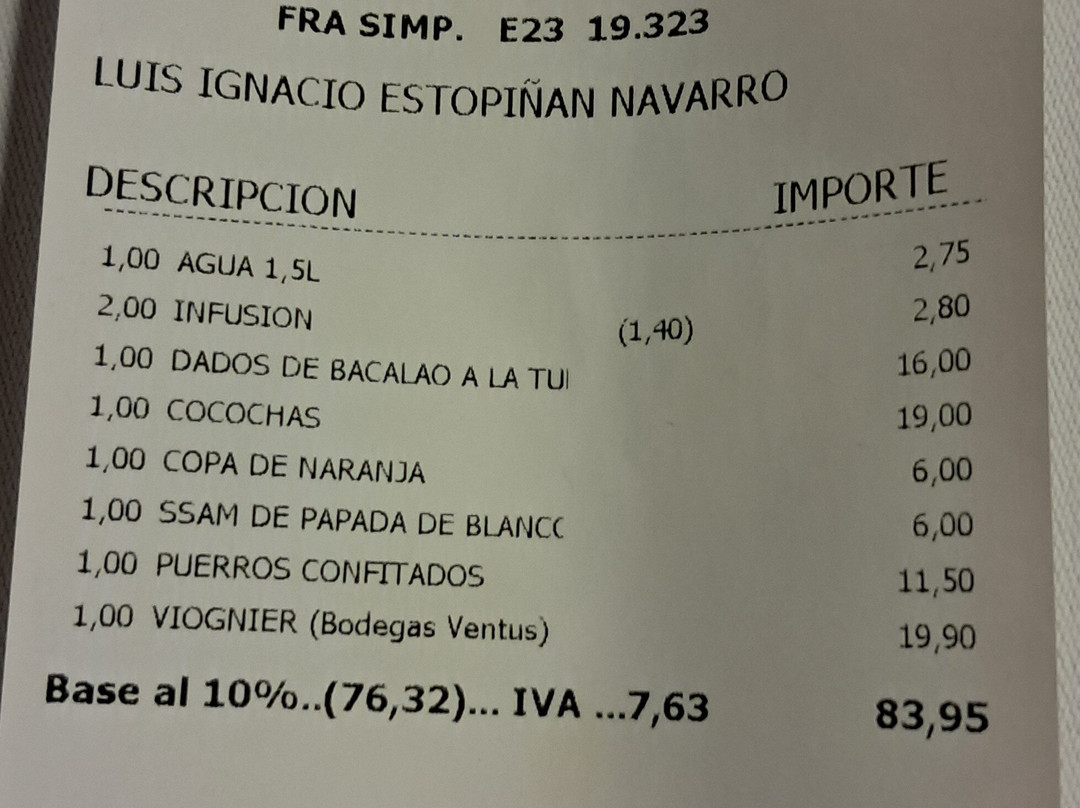 FRA SIMP. E23 19.323
LUIS IGNACIO ESTOPIÑAN NAVARRO
DESCRIPCION IMPORTE
1,00 AGUA 1,5L 2,75
2,00 INFUSION (1,40) 2,80
1,00 DADOS DE BACALAO A LA TU 16,00
1,00 COCOCHAS 19,00
1,00 COPA DE NARANJA 6,00
1,00 SSAM DE PAPADA DE BLANCO 6,00
1,00 PUERROS CONFITADOS 11,50
1,00 VIOGNIER (Bodegas Ventus) 19,90
Base al 10%..(76,32)... IVA ...7,63 83,95